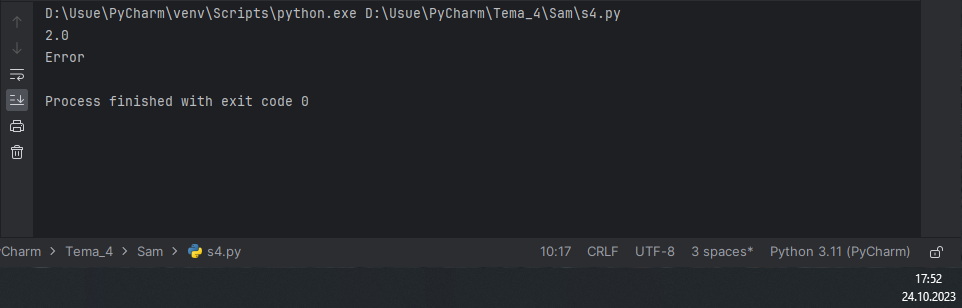 D:\Usue\PyCharm\venv\Scripts\python.exe D:\Usue\PyCharm\Tema_4\Sam\s4.py
2.0
Error
Process finished with exit code 0
yCharm > Tema_4 > Sam > s4.py 10:17 CRLF UTF-8 3 spaces* Python 3.11 (PyCharm)
17:52
24.10.2023